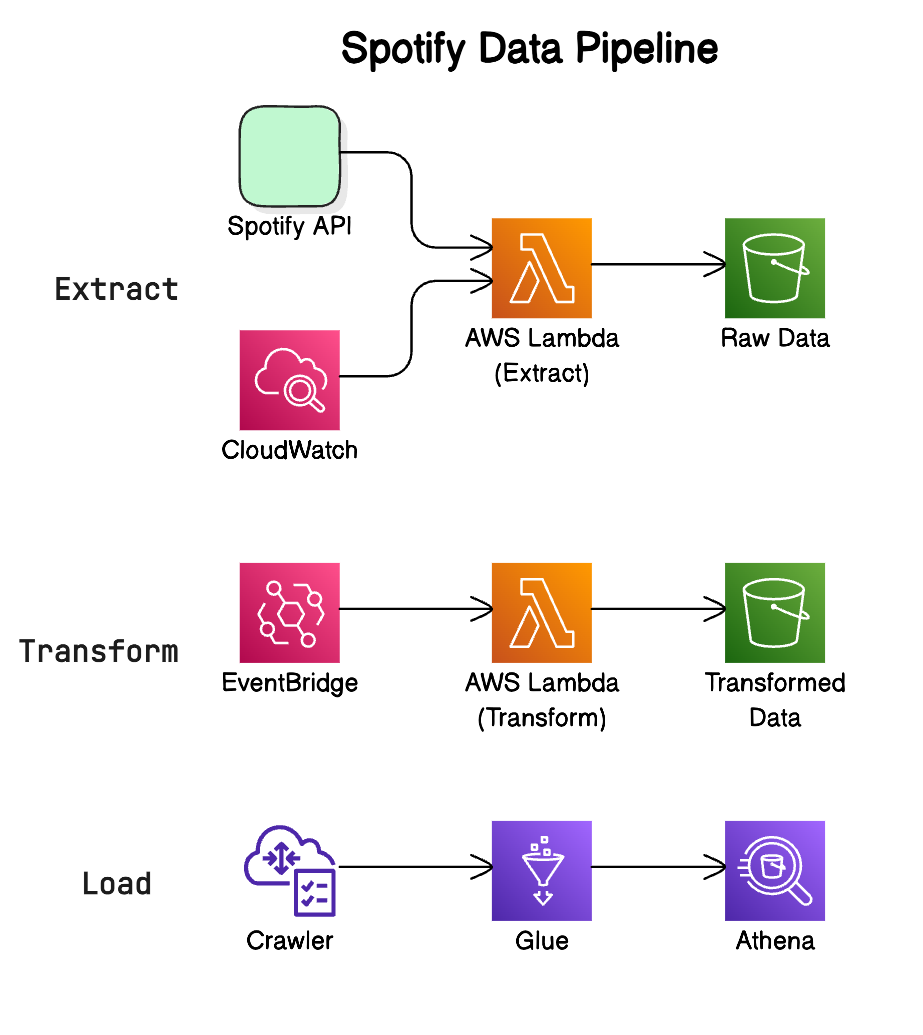 Spotify Data Pipeline
Spotify API
Extract
AWS Lambda
(Extract)
Raw Data
CloudWatch
Transform
EventBridge
AWS Lambda
(Transform)
Transformed
Data
Load
Crawler
Glue
Athena